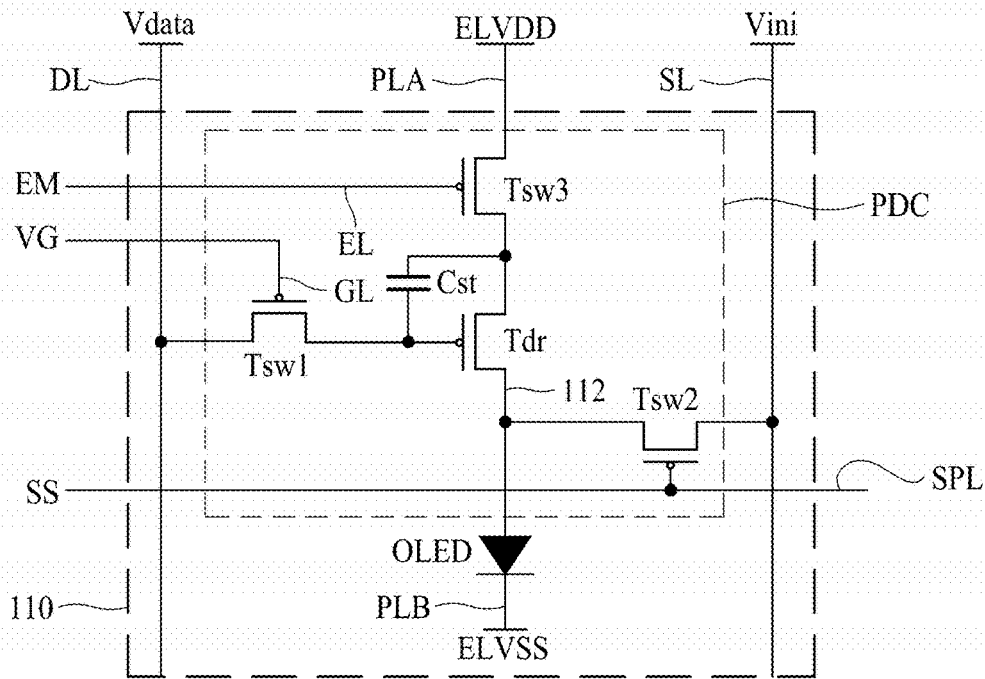 Vdata
ELVDD
Vini
DL
PLA
SL
EM
Tsw3
PDC
VG
EL
GL
Cst
Tsw1
Tdr
112
Tsw2
SS
SPL
OLED
110
PLB
ELVSS